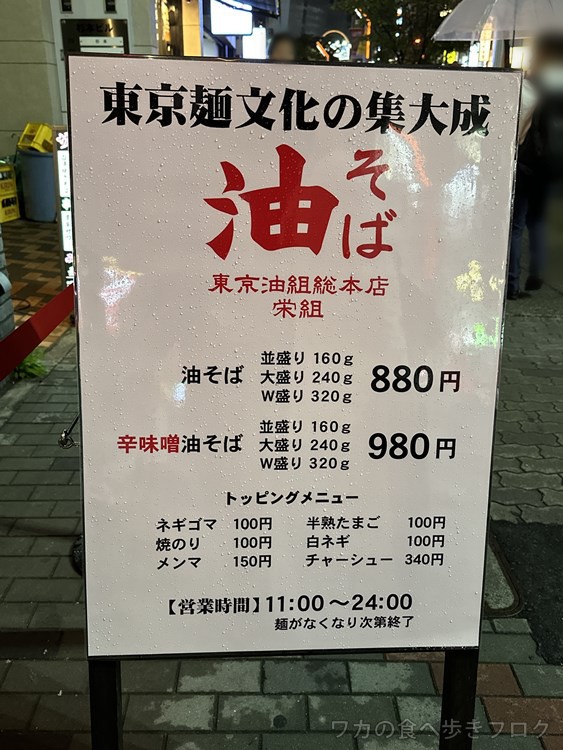 東京麺文化の集大成
油そば
東京油組総本店
栄組
油そば 並盛り 160g 大盛り 240g W盛り 320g 880円
辛味噌油そば 並盛り 160g 大盛り 240g W盛り 320g 980円
トッピングメニュー
ネギゴマ 100円 半熟たまご 100円
焼のり 100円 白ネギ 100円
メンマ 150円 チャーシュー 340円
【営業時間】11:00～24:00
麺がなくなり次第終了
ワカの食べ歩きブログ